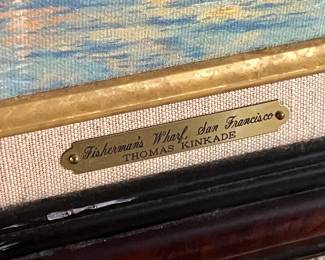 Fisherman's Wharf, San Francisco
THOMAS KINKADE